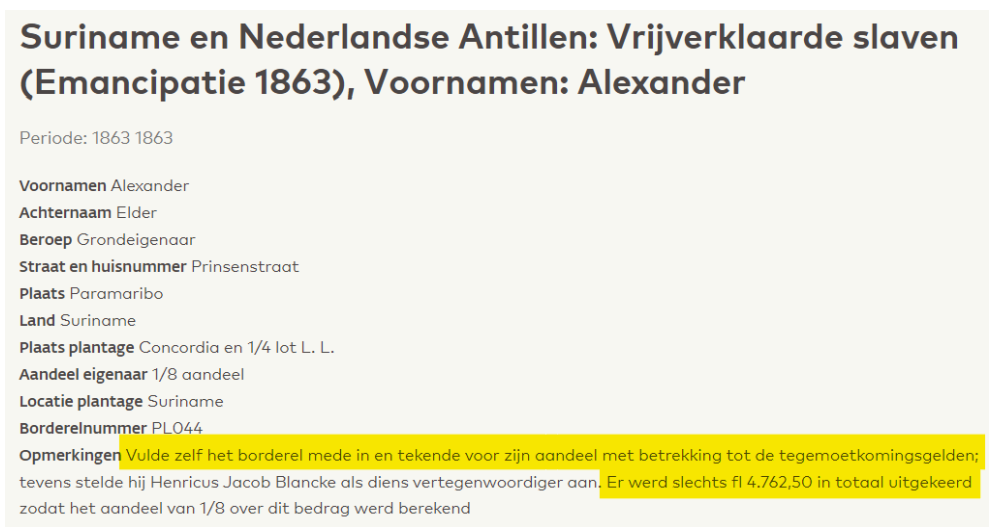 Suriname en Nederlandse Antillen: Vrijverklaarde slaven
(Emancipatie 1863), Voornamen: Alexander
Periode: 1863 1863
Voornamen Alexander
Achternaam Elder
Beroep Grondeigenaar
Straat en huisnummer Prinsenstraat
Plaats Paramaribo
Land Suriname
Plaats plantage Concordia en 1/4 lot L. L.
Aandeel eigenaar 1/8 aandeel
Locatie plantage Suriname
Borderelnummer PL044
Opmerkingen Vulde zelf het borderel mede in en tekende voor zijn aandeel met betrekking tot de tegemoetkomingsgelden;
tevens stelde hij Henricus Jacob Blancke als diens vertegenwoordiger aan. Er werd slechts fl 4.762,50 in totaal uitgekeerd
zodat het aandeel van 1/8 over dit bedrag werd berekend